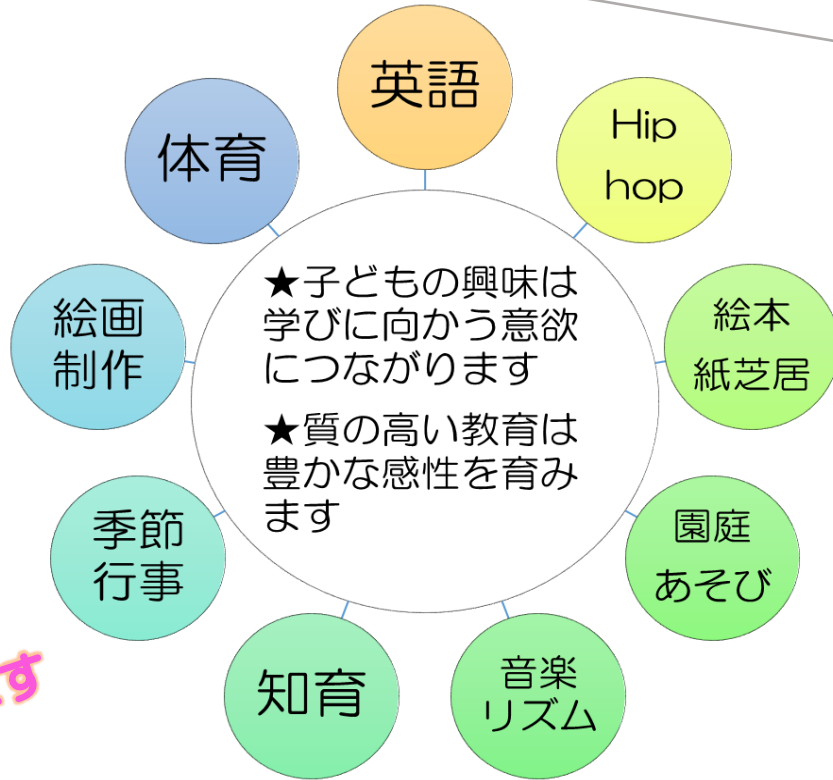 英語
Hip
hop
絵本
紙芝居
園庭
あそび
音楽
リズム
知育
季節
行事
絵画
制作
体育
★子どもの興味は
学びに向かう意欲
につながります
★質の高い教育は
豊かな感性を育み
ます
す